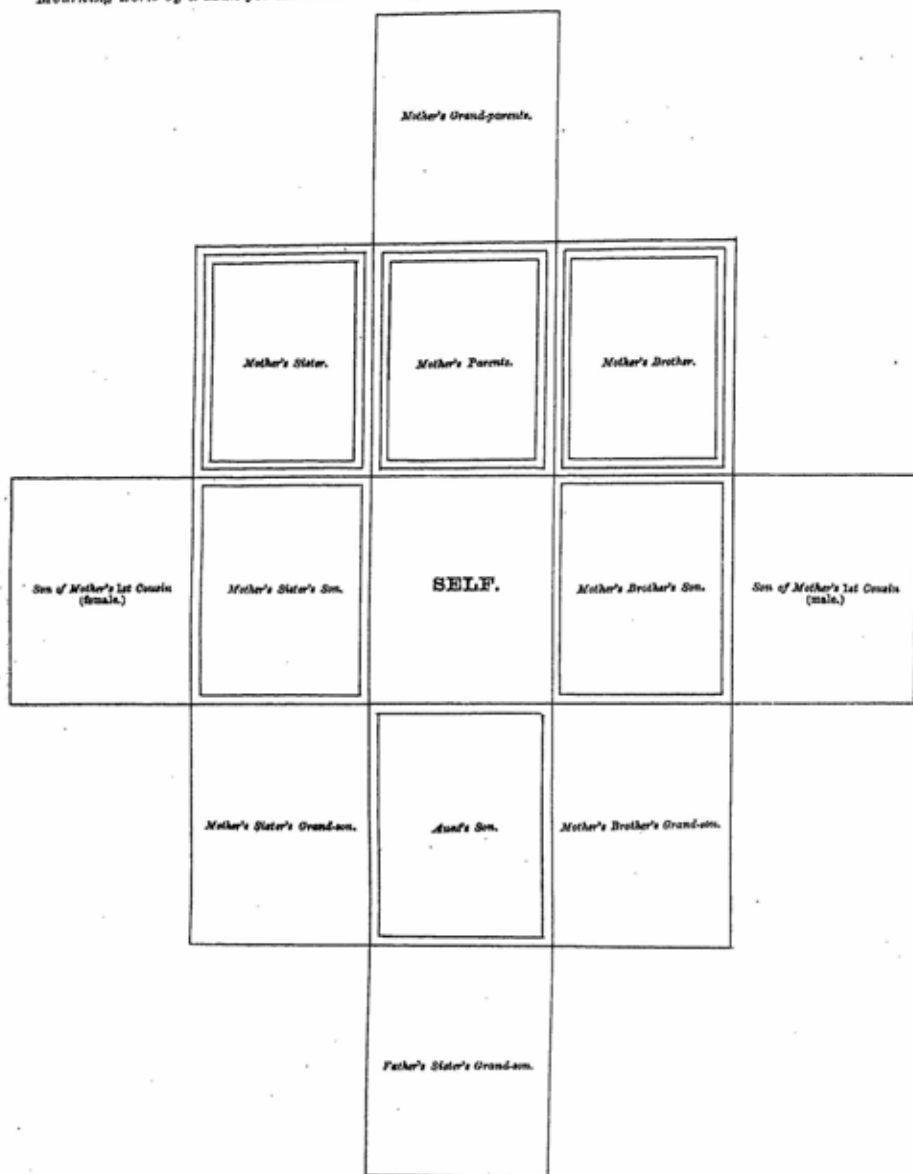 Mother's Grand-parents.
Mother's Sister.
Mother's Parents.
Mother's Brother.
Son of Mother's 1st Cousin
(female.)
Mother's Sister's Son.
SELF.
Mother's Brother's Son.
Son of Mother's 1st Cousin
(male.)
Mother's Sister's Grand-son.
Aunt's Son.
Mother's Brother's Grand-son.
Father's Sister's Grand-son.